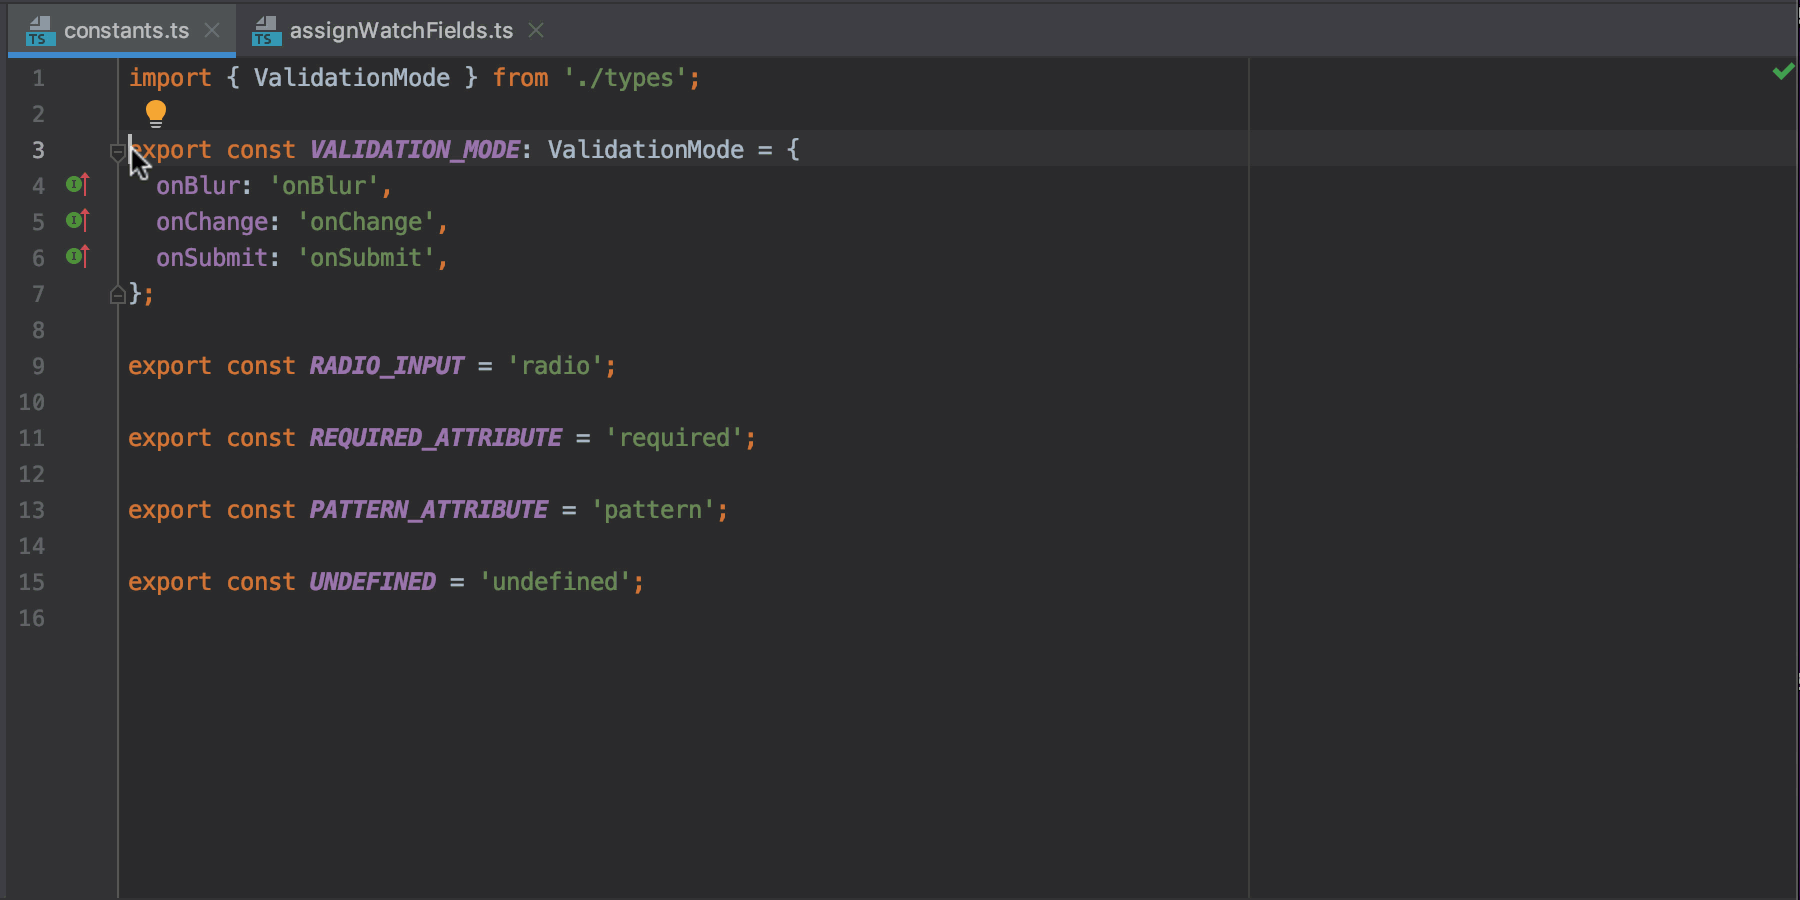 TS constants.ts TS assignWatchFields.ts
1 import { ValidationMode } from './types';
2
3 export const VALIDATION_MODE: ValidationMode = {
4 I onBlur: 'onBlur',
5 I onChange: 'onChange',
6 I onSubmit: 'onSubmit',
7 };
8
9 export const RADIO_INPUT = 'radio';
10
11 export const REQUIRED_ATTRIBUTE = 'required';
12
13 export const PATTERN_ATTRIBUTE = 'pattern';
14
15 export const UNDEFINED = 'undefined';
16